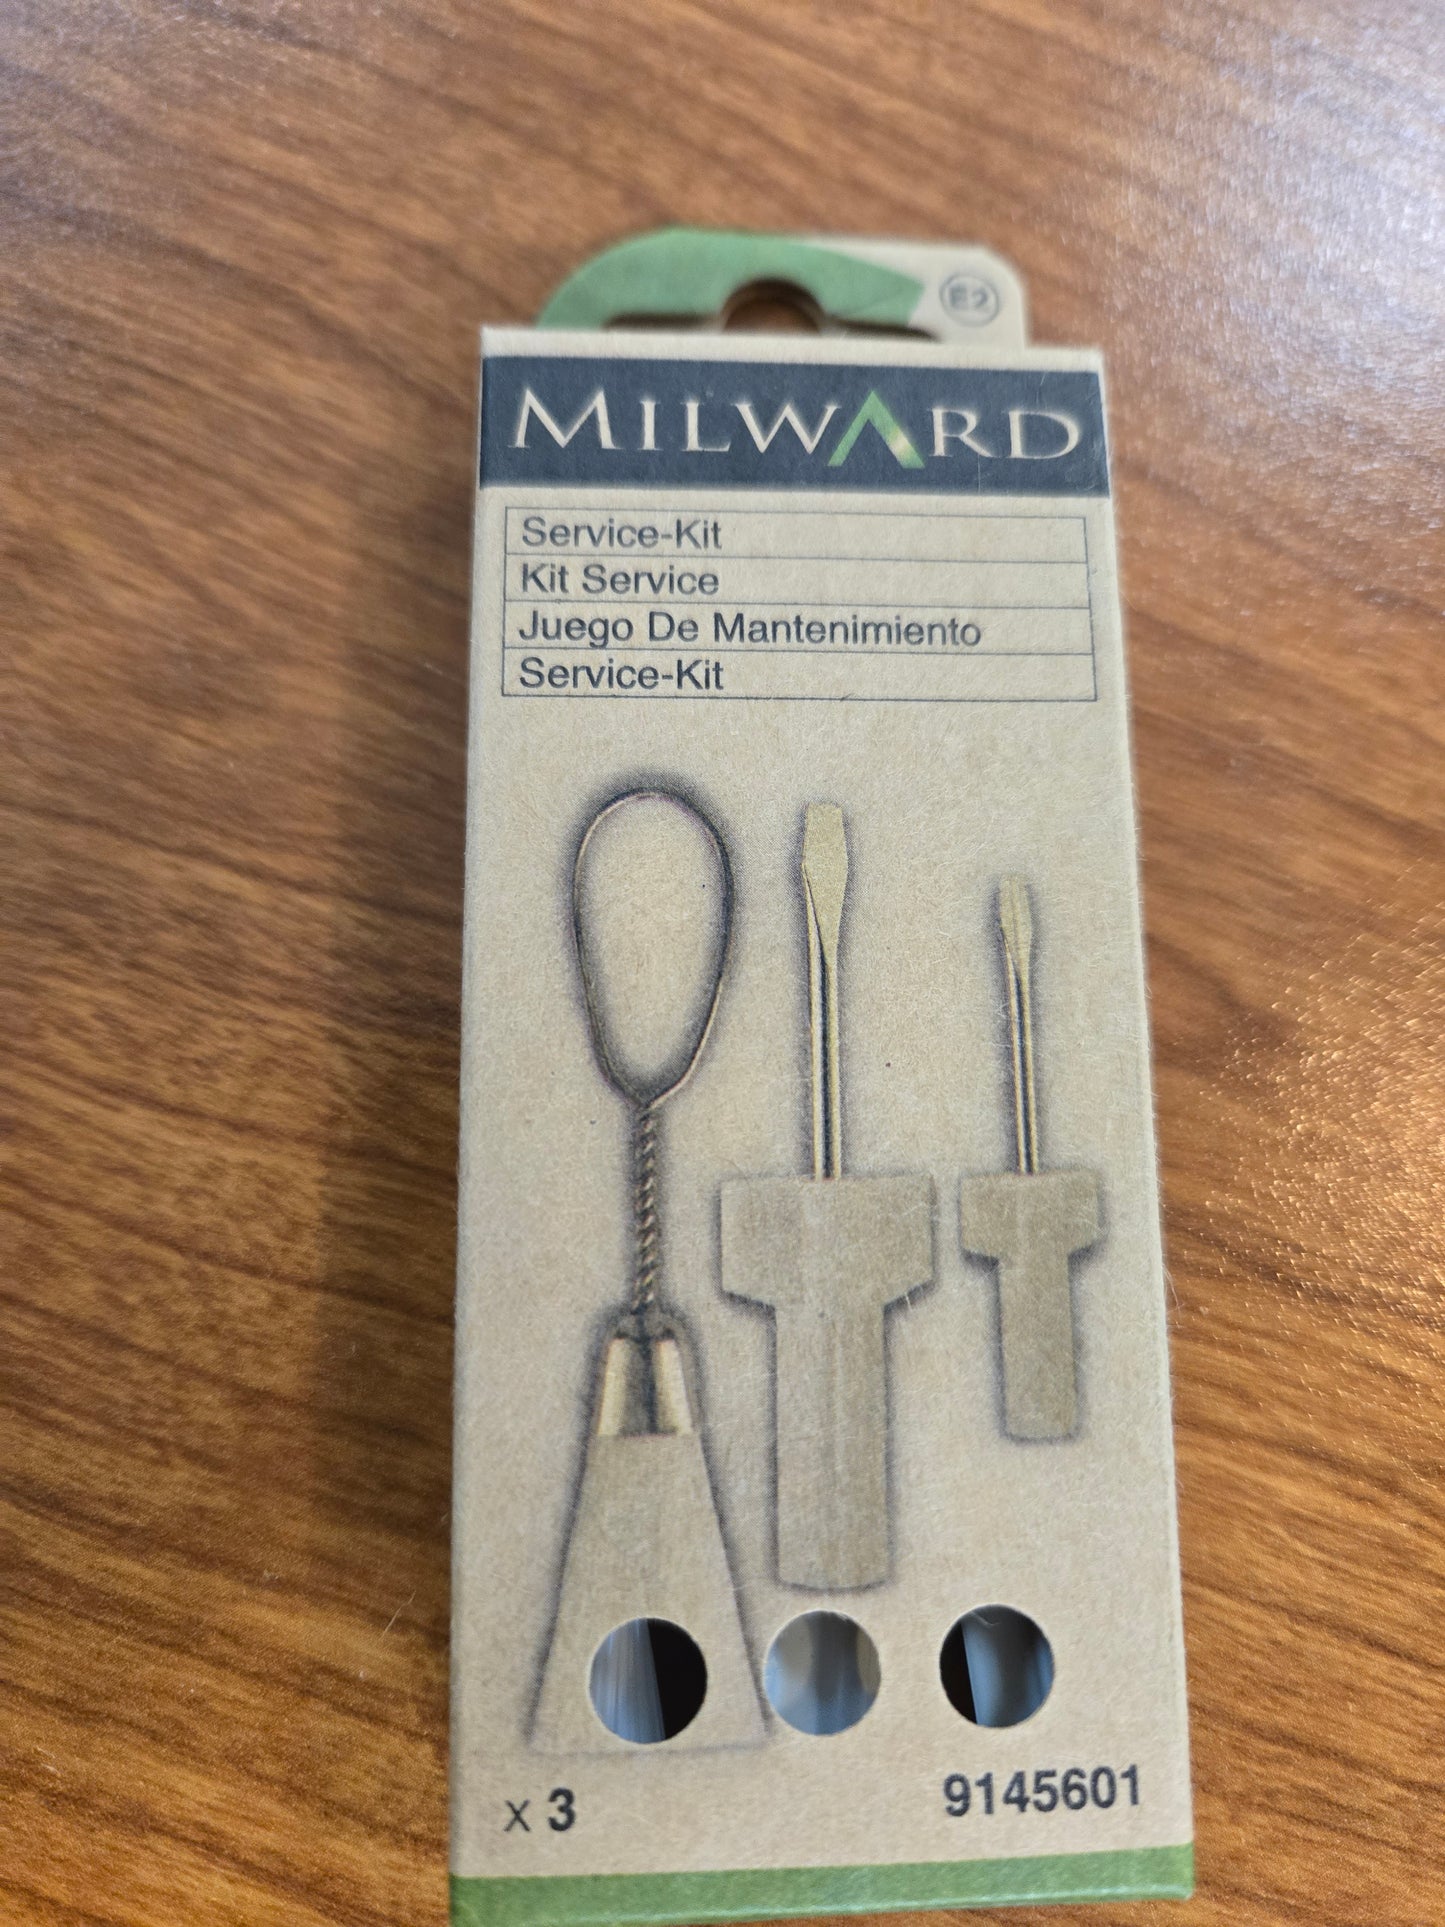 E2
MILWARD
Service-Kit
Kit Service
Juego De Mantenimiento
Service-Kit
x 3
9145601